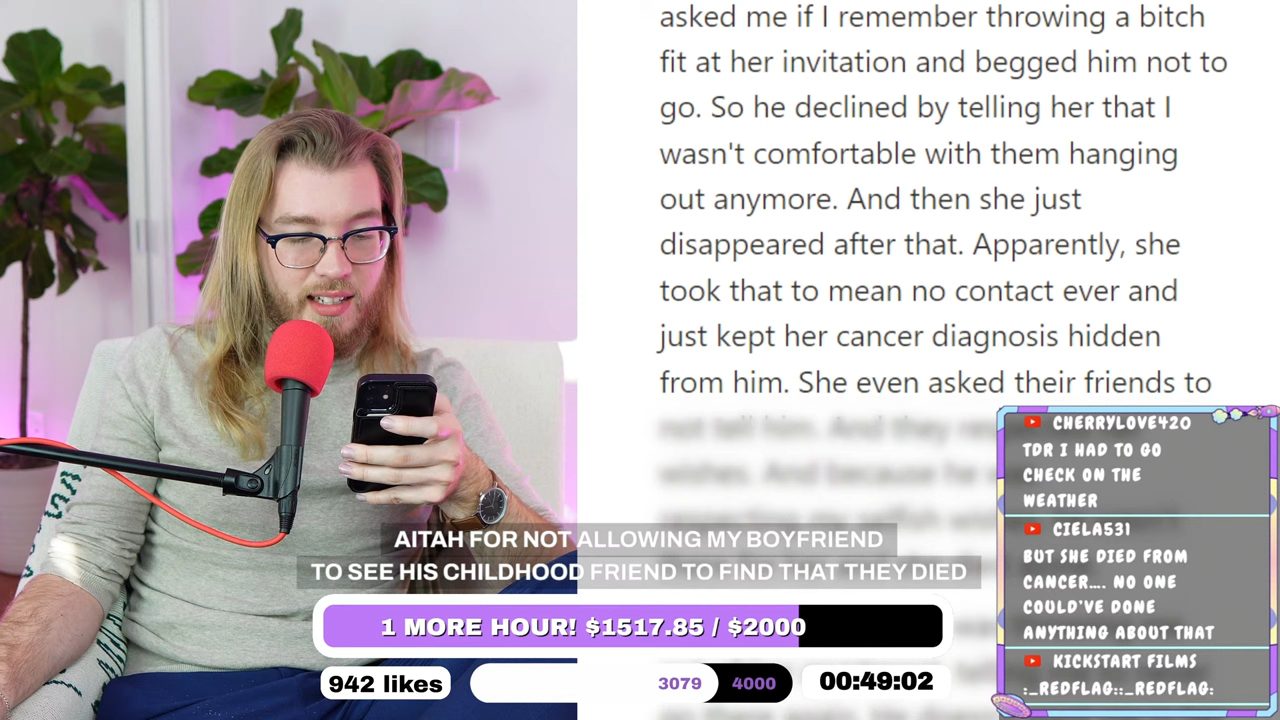 asked me if I remember throwing a bitch
fit at her invitation and begged him not to
go. So he declined by telling her that I
wasn't comfortable with them hanging
out anymore. And then she just
disappeared after that. Apparently, she
took that to mean no contact ever and
just kept her cancer diagnosis hidden
from him. She even asked their friends to
AITAH FOR NOT ALLOWING MY BOYFRIEND
TO SEE HIS CHILDHOOD FRIEND TO FIND THAT THEY DIED
1 MORE HOUR! $1517.85 / $2000
942 likes
3079
4000
00:49:02
CHERRYLOVE420
TDR I HAD TO GO
CHECK ON THE
WEATHER
CIELA531
BUT SHE DIED FROM
CANCER.... NO ONE
COULD'VE DONE
ANYTHING ABOUT THAT
KICKSTART FILMS
:_REDFLAG::_REDFLAG: